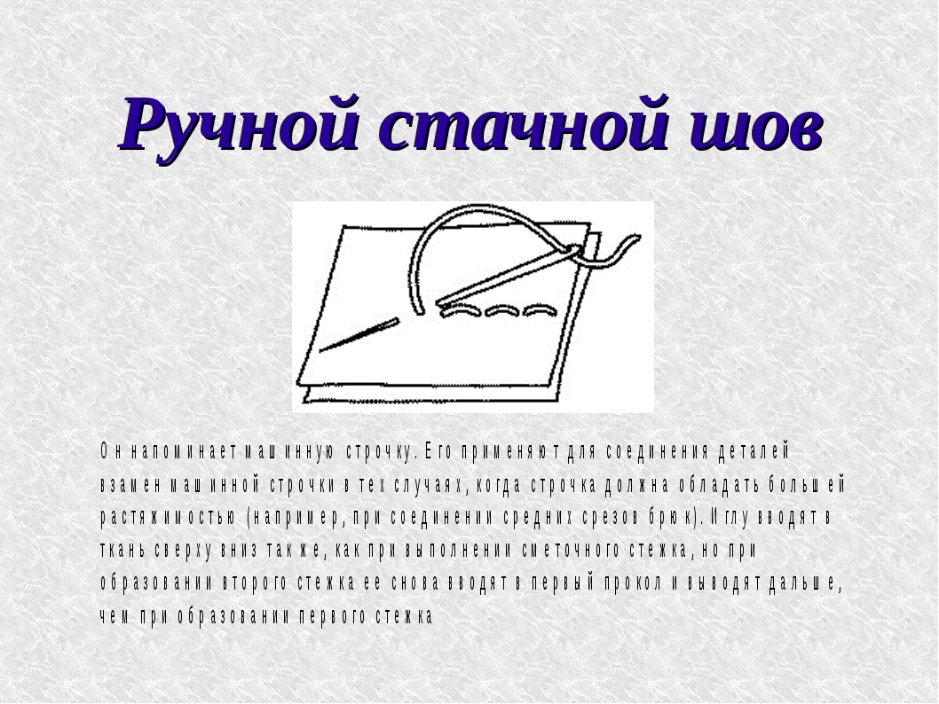 Ручной стачной шов
Он напоминает машинную строчку. Его применяют для соединения деталей
взамен машинной строчки в тех случаях, когда строчка должна обладать большей
растяжимостью (например, при соединении средних срезов брюк). Иглу вводят в
ткань сверху вниз также, как при выполнении сметочного стежка, но при
образовании второго стежка ее снова вводят в первый прокол и выводят дальше,
чем при образовании первого стежка